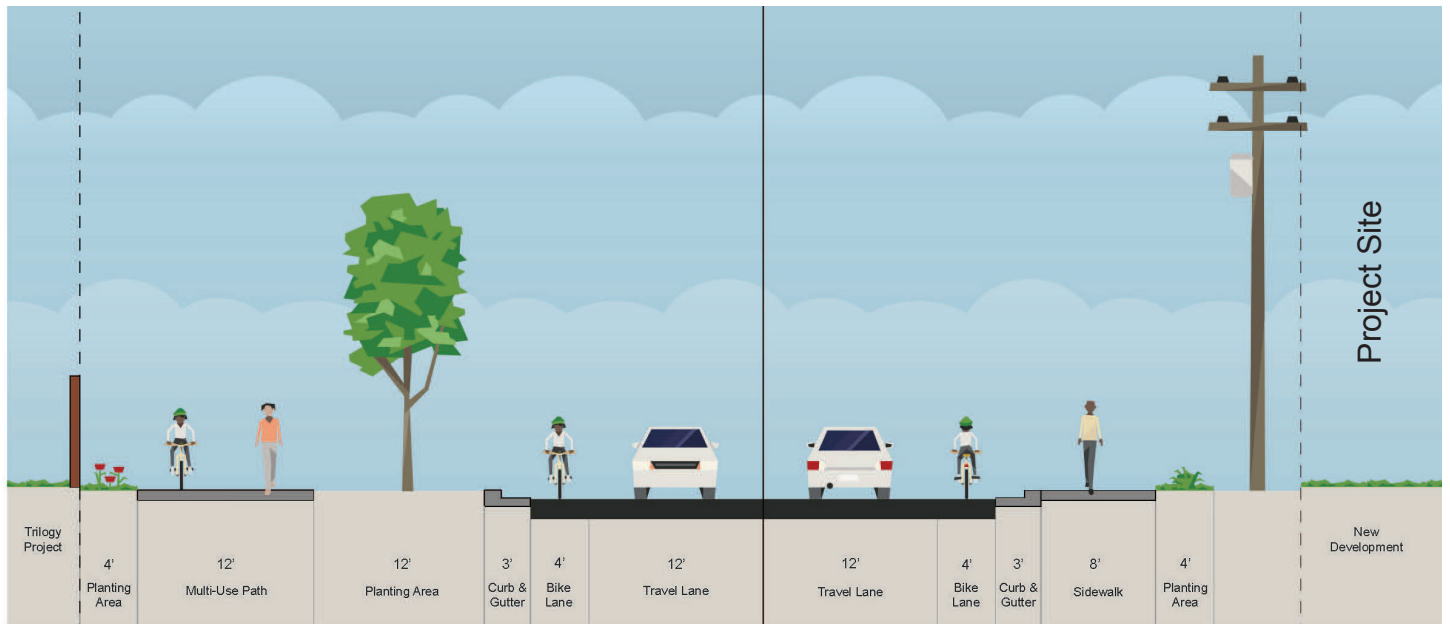 Project Site
Trilogy
Project
4’
Planting
Area
12’
Multi-Use Path
12’
Planting Area
3’
Curb &
Gutter
4’
Bike
Lane
12’
Travel Lane
12’
Travel Lane
4’
Bike
Lane
3’
Curb &
Gutter
8’
Sidewalk
4’
Planting
Area
New
Development